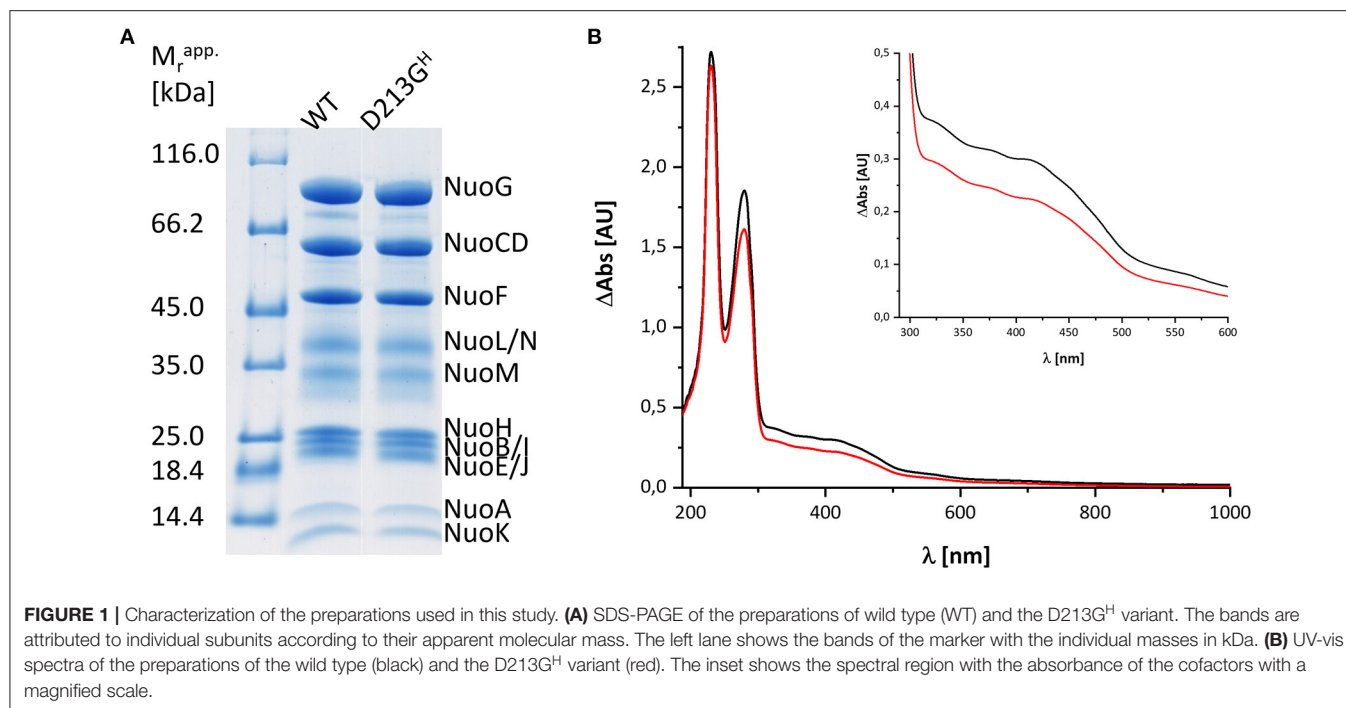 A
Mrapp.
[kDa]
WT
D213GH
116.0
66.2
45.0
35.0
25.0
18.4
14.4
NuoG
NuoCD
NuoF
NuoL/N
NuoM
NuoH
NuoB/I
NuoE/J
NuoA
NuoK
B
ΔAbs [AU]
2,5
2,0
1,5
1,0
0,5
0,0
200
400
600
800
1000
λ [nm]
ΔAbs [AU]
0,5
0,4
0,3
0,2
0,1
0,0
300
350
400
450
500
550
600
λ [nm]
FIGURE 1 | Characterization of the preparations used in this study. (A) SDS-PAGE of the preparations of wild type (WT) and the D213GH variant. The bands are
attributed to individual subunits according to their apparent molecular mass. The left lane shows the bands of the marker with the individual masses in kDa. (B) UV-vis
spectra of the preparations of the wild type (black) and the D213GH variant (red). The inset shows the spectral region with the absorbance of the cofactors with a
magnified scale.